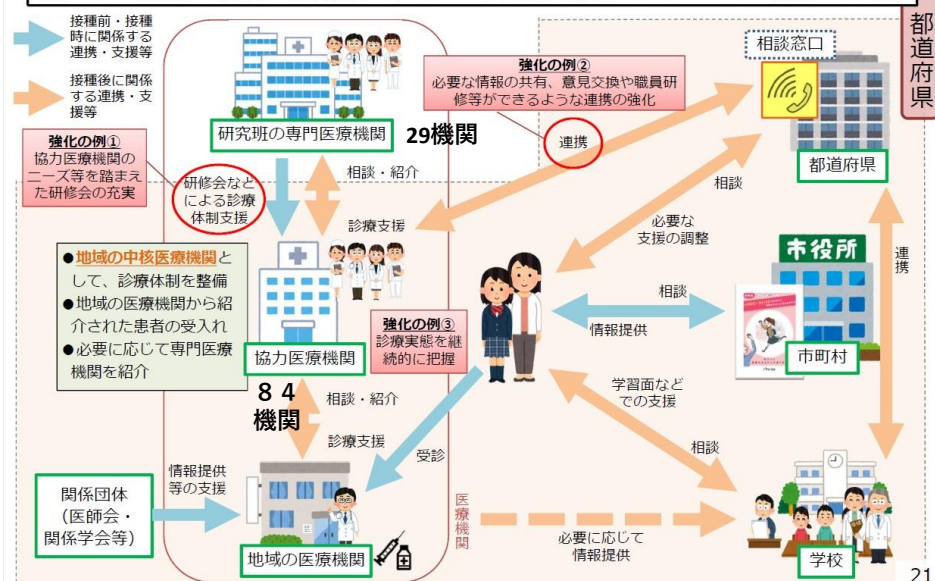 接種前・接種
時に関係する
連携・支援等
接種後に関係
する連携・支
援等
都道府県
相談窓口
強化の例②
必要な情報の共有、意見交換や職員研
修等ができるような連携の強化
研究班の専門医療機関
29機関
連携
都道府県
強化の例①
協力医療機関の
ニーズ等を踏まえ
た研修会の充実
研修会など
による診療
体制支援
相談・紹介
診療支援
相談
必要な
支援の調整
連携
●地域の中核医療機関と
して、診療体制を整備
●地域の医療機関から紹
介された患者の受入れ
●必要に応じて専門医療
機関を紹介
協力医療機関
強化の例③
診療実態を継
続的に把握
相談
情報提供
市役所
市町村
84
機関
相談・紹介
診療支援
受診
学習面など
での支援
相談
情報提供
等の支援
関係団体
（医師会・
関係学会等）
地域の医療機関
医療機関
必要に応じて
情報提供
学校
21